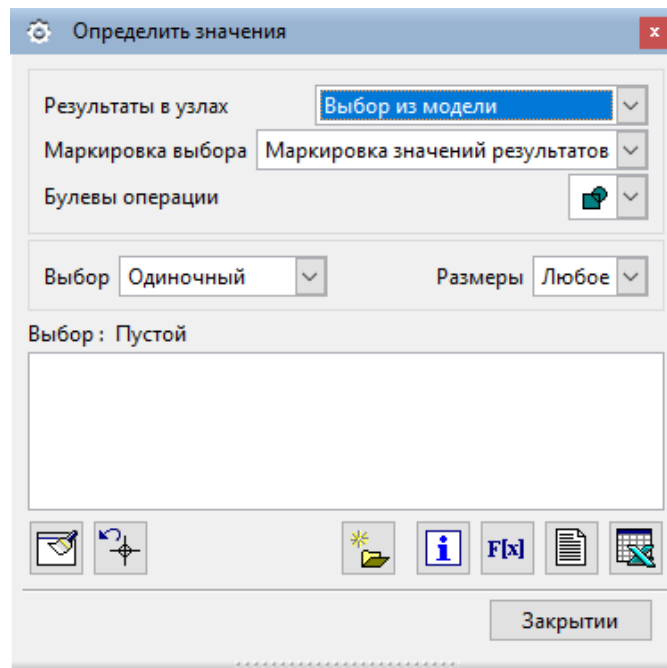 Определить значения
x
Результаты в узлах Выбор из модели
Маркировка выбора Маркировка значений результатов
Булевы операции
Выбор Одиночный Размеры Любое
Выбор : Пустой
i F[x] X
Закрытии